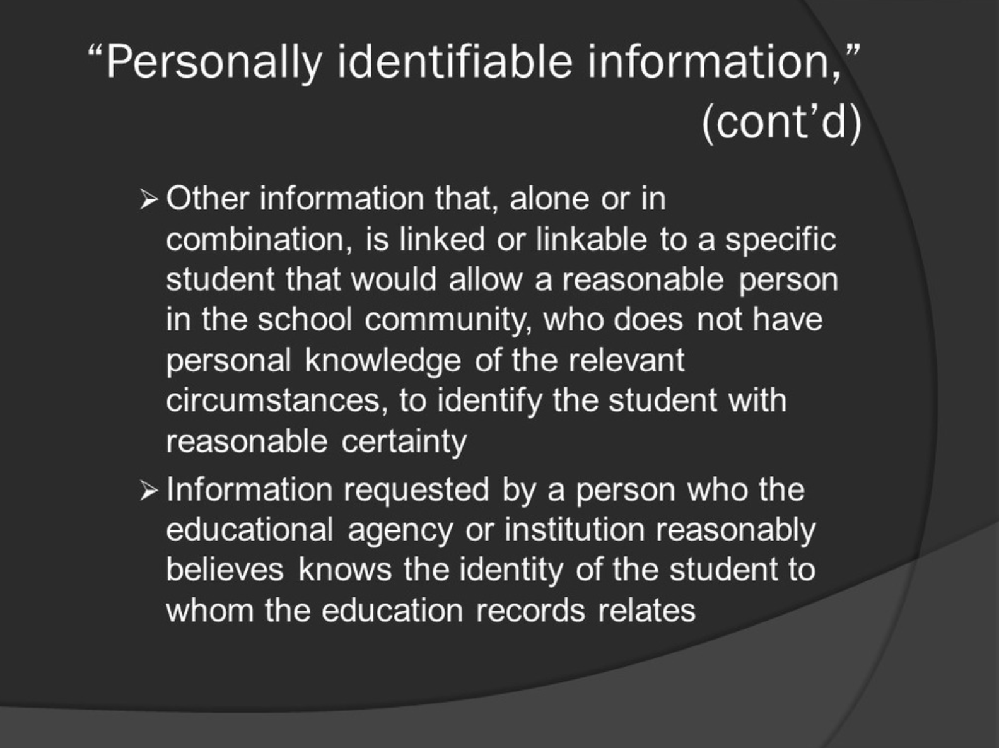 “Personally identifiable information,”
(cont’d)
➢ Other information that, alone or in
combination, is linked or linkable to a specific
student that would allow a reasonable person
in the school community, who does not have
personal knowledge of the relevant
circumstances, to identify the student with
reasonable certainty
➢ Information requested by a person who the
educational agency or institution reasonably
believes knows the identity of the student to
whom the education records relates